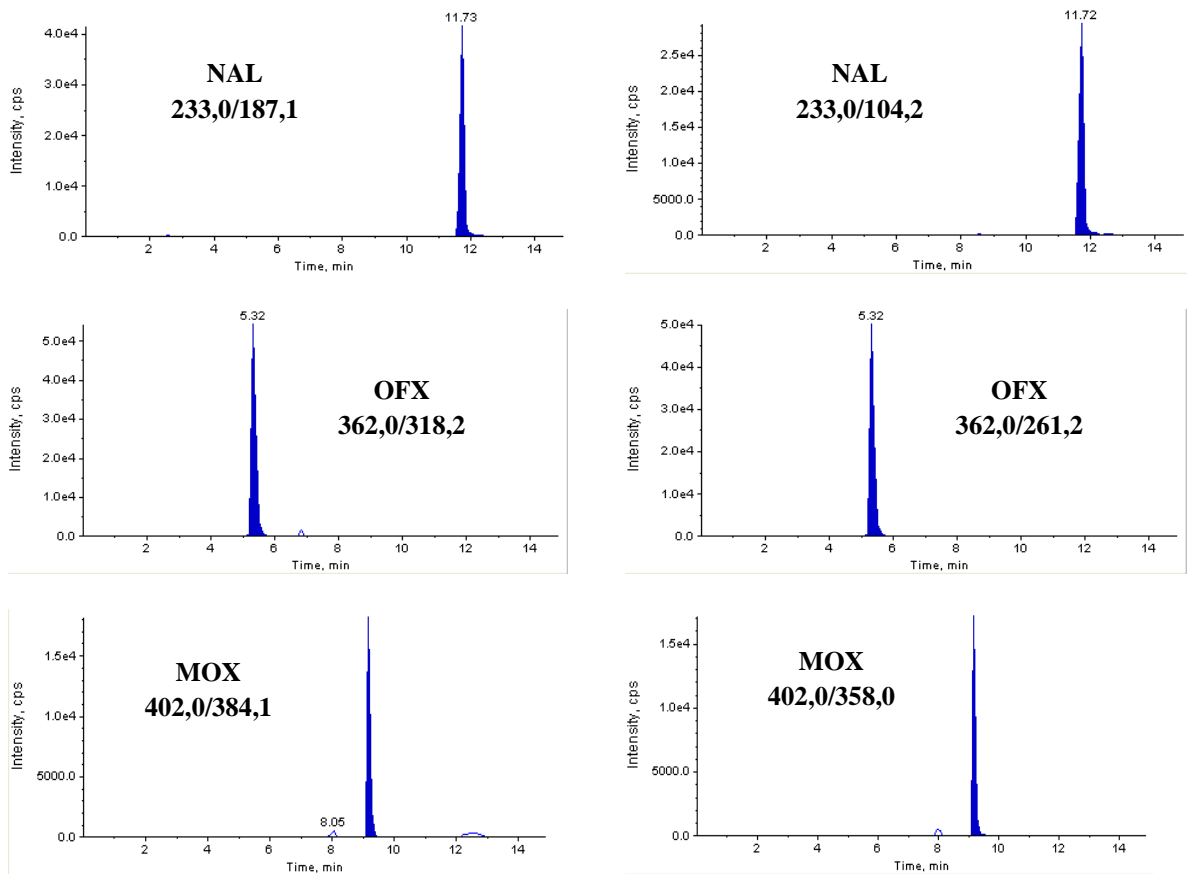 11.73
4.0e4
3.0e4
2.0e4
1.0e4
0.0
Intensity, cps
NAL
233,0/187,1
2 4 6 8 10 12 14
Time, min
11.72
2.5e4
2.0e4
1.5e4
1.0e4
5000.0
0.0
Intensity, cps
NAL
233,0/104,2
2 4 6 8 10 12 14
Time, min
5.32
5.0e4
4.0e4
3.0e4
2.0e4
1.0e4
0.0
Intensity, cps
OFX
362,0/318,2
2 4 6 8 10 12 14
Time, min
5.32
5.0e4
4.0e4
3.0e4
2.0e4
1.0e4
0.0
Intensity, cps
OFX
362,0/261,2
2 4 6 8 10 12 14
Time, min
1.5e4
1.0e4
5000.0
0.0
Intensity, cps
MOX
402,0/384,1
8.05
2 4 6 8 10 12 14
Time, min
1.5e4
1.0e4
5000.0
0.0
Intensity, cps
MOX
402,0/358,0
2 4 6 8 10 12 14
Time, min